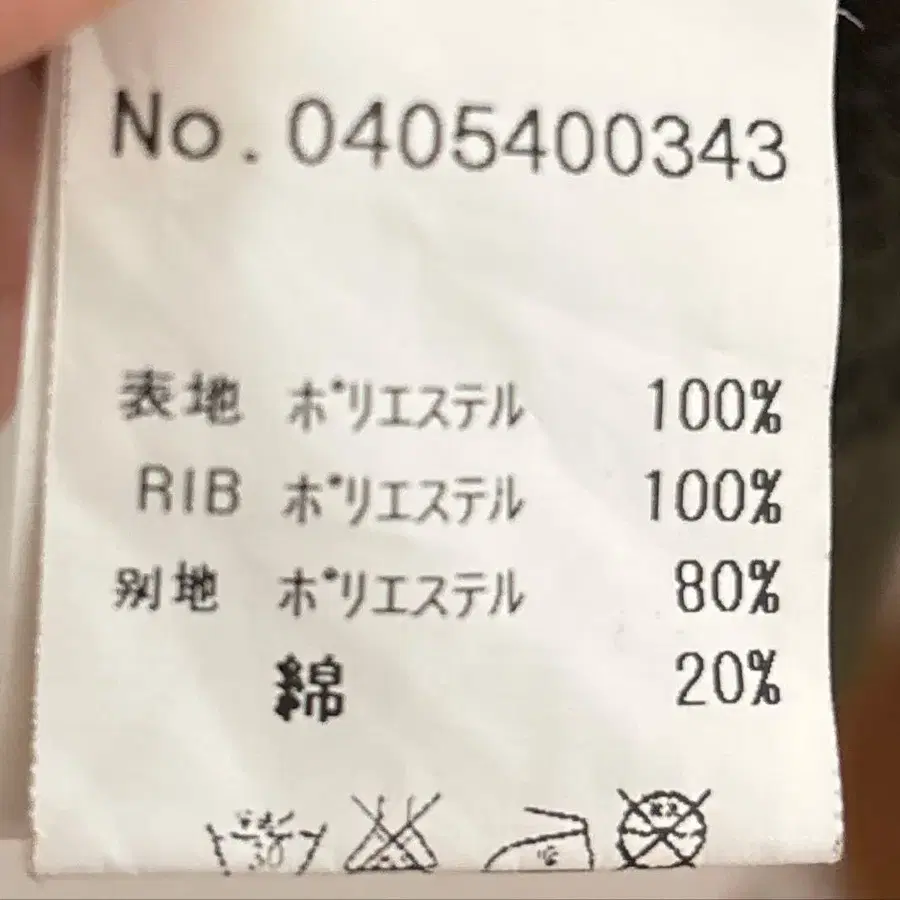 No.0405400343
表地 ポリエステル 100%
RIB ポリエステル 100%
別地 ポリエステル 80%
綿 20%
30